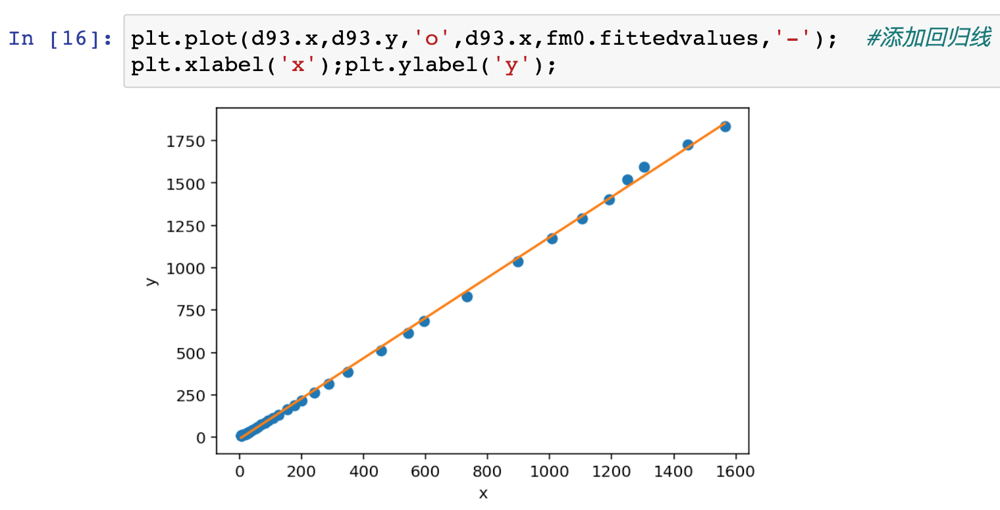 In [16]: plt.plot(d93.x,d93.y,'o',d93.x,fm0.fittedvalues,'-'); #添加回归线
plt.xlabel('x');plt.ylabel('y');
1750
1500
1250
1000
750
500
250
0
y
0 200 400 600 800 1000 1200 1400 1600
x